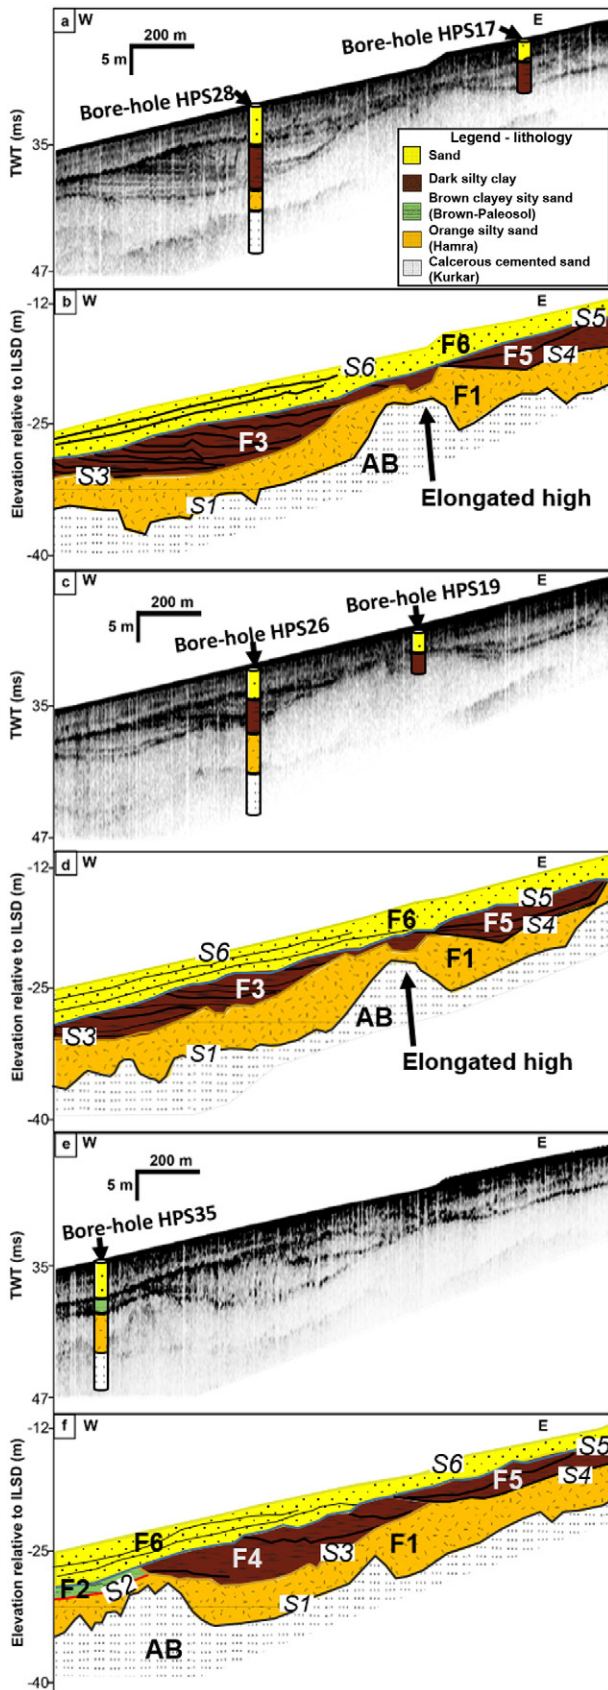 a W
E
200 m
5 m
Bore-hole HPS17
Bore-hole HPS28
TWT (ms)
35
47
Legend - lithology
Sand
Dark silty clay
Brown clayey sity sand
(Brown-Paleosol)
Orange silty sand
(Hamra)
Calcerous cemented sand
(Kurkar)
b W
E
Elevation relative to ILSD (m)
-12
-25
-40
S5
F6
S6
F5
S4
F3
F1
AB
S3
S1
Elongated high
c W
E
200 m
5 m
Bore-hole HPS19
Bore-hole HPS26
TWT (ms)
35
47
d W
E
Elevation relative to ILSD (m)
-12
-25
-40
S5
F6
F5
S4
S6
F1
F3
AB
S3
S1
Elongated high
e W
E
200 m
5 m
Bore-hole HPS35
TWT (ms)
35
47
f W
E
Elevation relative to ILSD (m)
-12
-25
-40
S5
S6
F5
S4
F6
F4
S3
F1
F2
S2
S1
AB